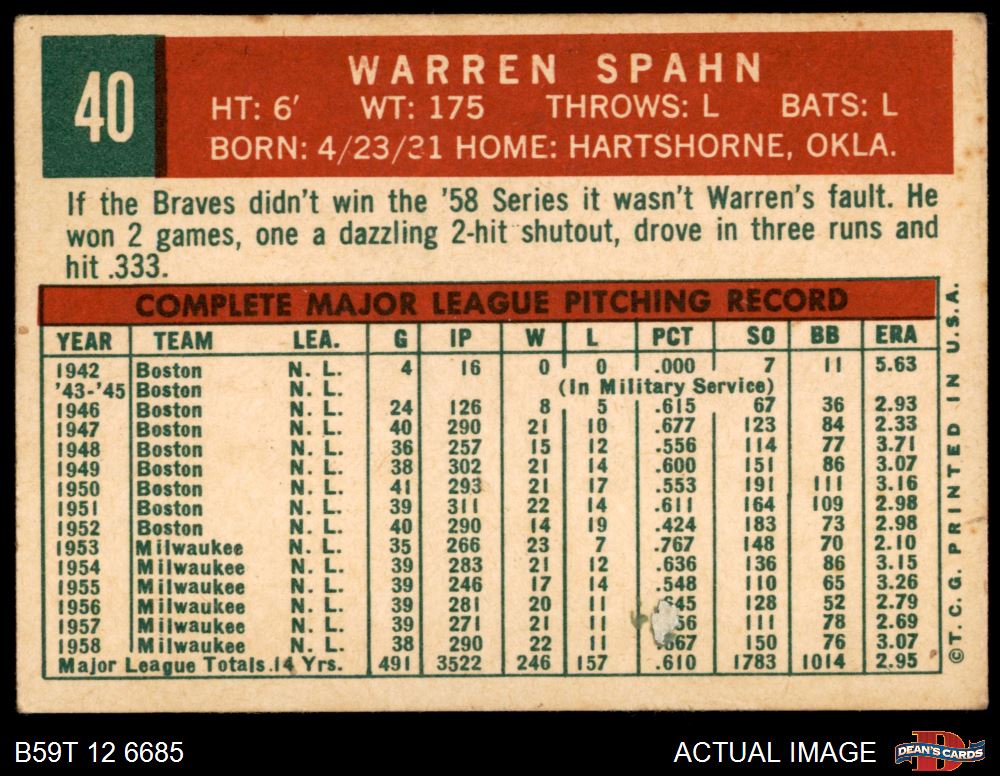 40
WARREN SPAHN
HT: 6' WT: 175 THROWS: L BATS: L
BORN: 4/23/31 HOME: HARTSHORNE, OKLA.
If the Braves didn't win the '58 Series it wasn't Warren's fault. He
won 2 games, one a dazzling 2-hit shutout, drove in three runs and
hit .333.
COMPLETE MAJOR LEAGUE PITCHING RECORD
YEAR TEAM LEA. G IP W L PCT SO BB ERA
1942 Boston N. L. 4 16 0 0 .000 7 11 5.63
'43-'45 Boston N. L. (In Military Service)
1946 Boston N. L. 24 126 8 5 .615 67 36 2.93
1947 Boston N. L. 40 290 21 10 .677 123 84 2.33
1948 Boston N. L. 36 257 15 12 .556 114 77 3.71
1949 Boston N. L. 38 302 21 14 .600 151 86 3.07
1950 Boston N. L. 41 293 21 17 .553 191 111 3.16
1951 Boston N. L. 39 311 22 14 .611 164 109 2.98
1952 Boston N. L. 40 290 14 19 .424 183 73 2.98
1953 Milwaukee N. L. 35 266 23 7 .767 148 70 2.10
1954 Milwaukee N. L. 39 283 21 12 .636 136 86 3.15
1955 Milwaukee N. L. 39 246 17 14 .548 110 65 3.26
1956 Milwaukee N. L. 39 281 20 11 128 52 2.79
1957 Milwaukee N. L. 39 271 21 11 111 78 2.69
1958 Milwaukee N. L. 38 290 22 11 .667 150 76 3.07
Major League Totals 14 Yrs. 491 3522 246 157 .610 1783 1014 2.95
©T. C. G. PRINTED IN U.S.A.
B59T 12 6685
ACTUAL IMAGE
D
DEAN'S CARDS